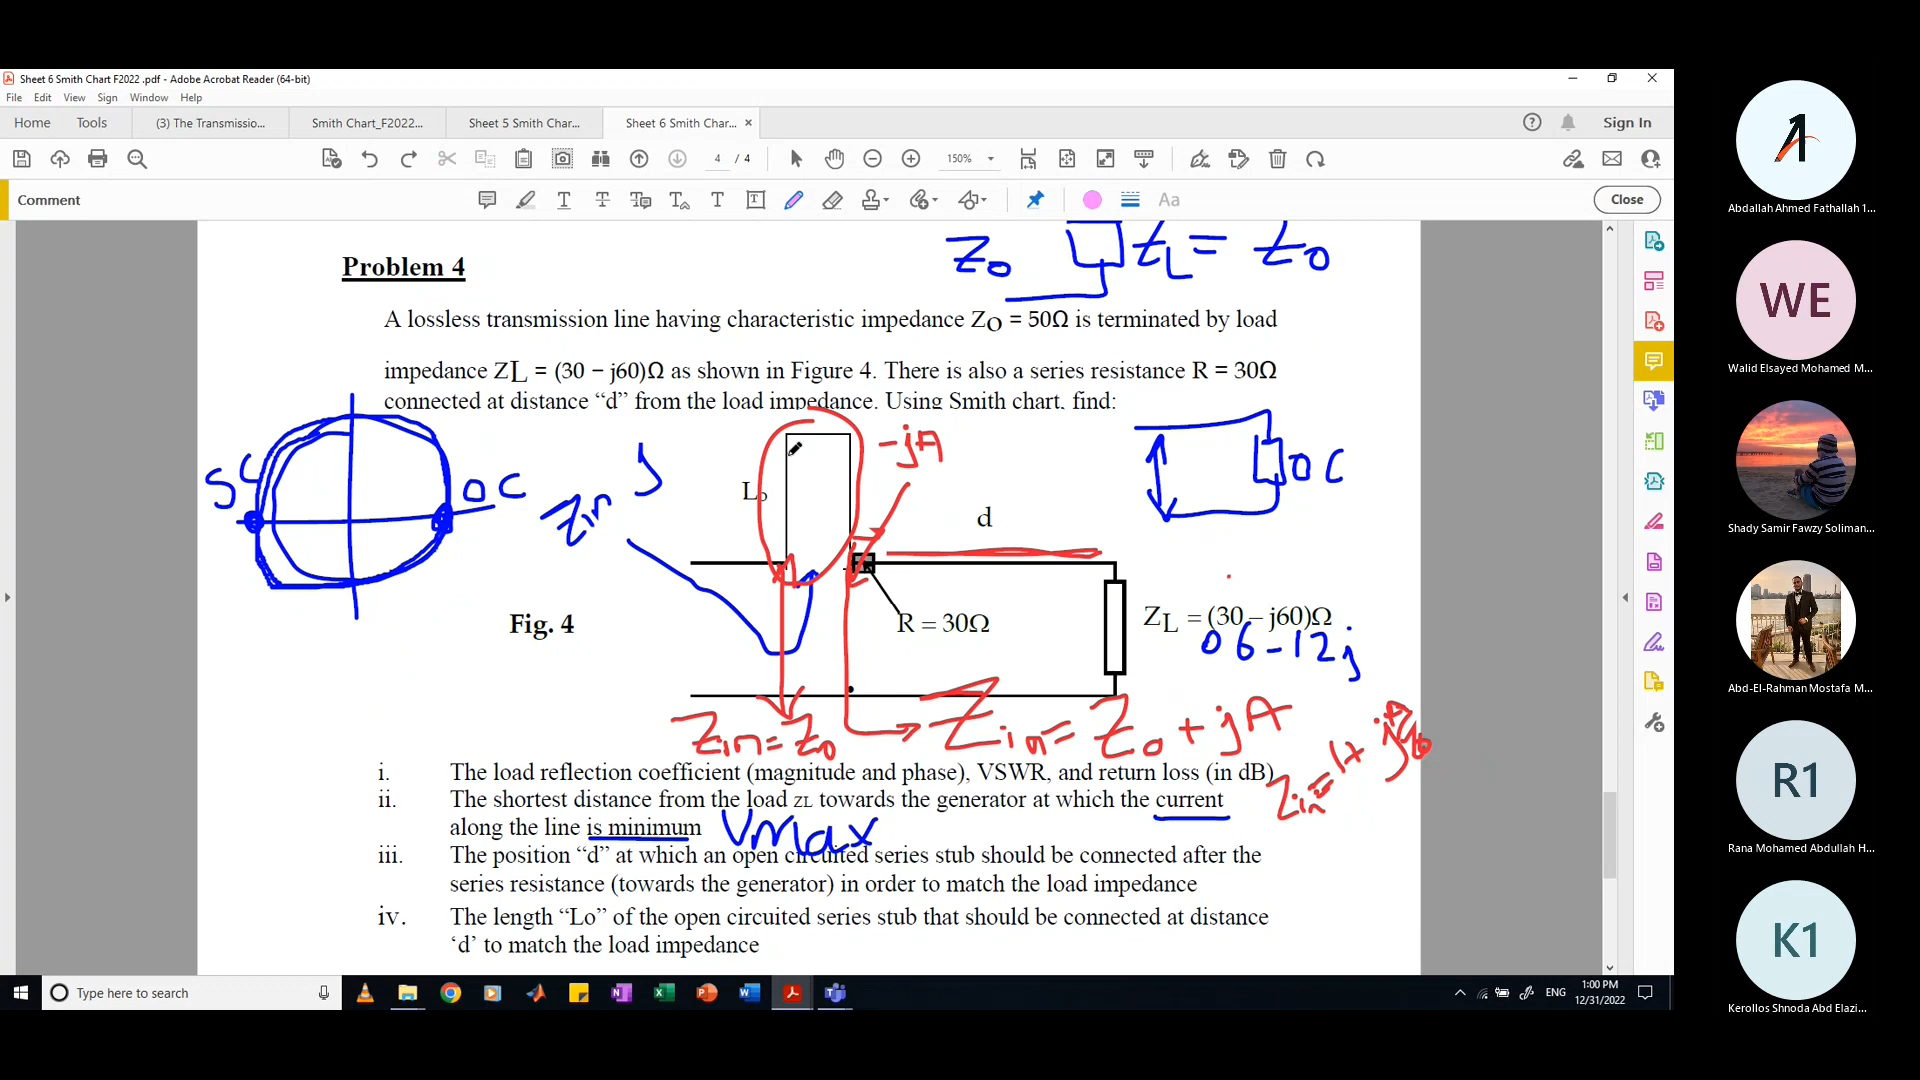 Sheet 6 Smith Chart F2022 .pdf - Adobe Acrobat Reader (64-bit)
File Edit View Sign Window Help
Home Tools (3) The Transmissio... Smith Chart_F2022... Sheet 5 Smith Char... Sheet 6 Smith Char... × Sign In
4 / 4 150%
Comment Aa Close
Z0 ZL = Z0
Problem 4
A lossless transmission line having characteristic impedance ZO = 50Ω is terminated by load
impedance ZL = (30 − j60)Ω as shown in Figure 4. There is also a series resistance R = 30Ω
connected at distance “d” from the load impedance. Using Smith chart, find:
-jA
SC OC Zin Lo d OC
Fig. 4
R = 30Ω
ZL = (30 − j60)Ω
06-12j
Zin = Z0 Zin = Z0 + jA
Zin = 1+
i. The load reflection coefficient (magnitude and phase), VSWR, and return loss (in dB)
ii. The shortest distance from the load ZL towards the generator at which the current
along the line is minimum Vmax
iii. The position “d” at which an open circuited series stub should be connected after the
series resistance (towards the generator) in order to match the load impedance
iv. The length “Lo” of the open circuited series stub that should be connected at distance
‘d’ to match the load impedance
Type here to search
ENG
1:00 PM
12/31/2022
Abdallah Ahmed Fathallah 1...
WE
Walid Elsayed Mohamed M...
Shady Samir Fawzy Soliman...
Abd-El-Rahman Mostafa M...
R1
Rana Mohamed Abdullah H...
K1
Kerollos Shnoda Abd Elazi...